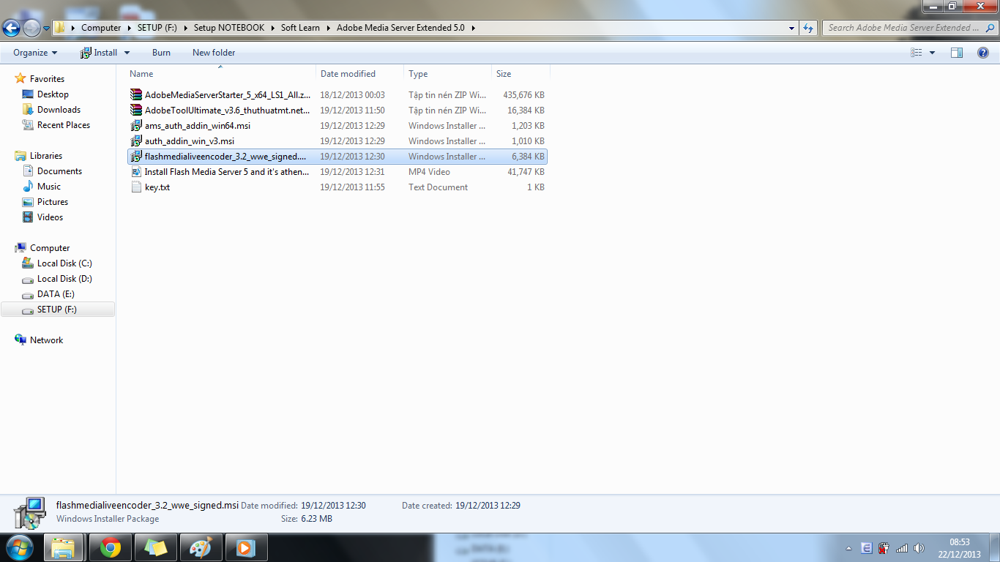 Computer SETUP (F:) Setup NOTEBOOK Soft Learn Adobe Media Server Extended 5.0 Search Adobe Media Server Extended ...
Organize Install Burn New folder
Favorites
Desktop
Downloads
Recent Places
Libraries
Documents
Music
Pictures
Videos
Computer
Local Disk (C:)
Local Disk (D:)
DATA (E:)
SETUP (F:)
Network
Name Date modified Type Size
AdobeMediaServerStarter_5_x64_LS1_All.z... 18/12/2013 00:03 Tập tin nén ZIP Wi... 435,676 KB
AdobeToolUltimate_v3.6_thuthuatmt.net... 19/12/2013 11:50 Tập tin nén ZIP Wi... 16,384 KB
ams_auth_addin_win64.msi 19/12/2013 12:29 Windows Installer ... 1,203 KB
auth_addin_win_v3.msi 19/12/2013 12:29 Windows Installer ... 1,010 KB
flashmedialiveencoder_3.2_wwe_signed.... 19/12/2013 12:30 Windows Installer ... 6,384 KB
Install Flash Media Server 5 and it's athen... 19/12/2013 12:31 MP4 Video 41,747 KB
key.txt 19/12/2013 11:55 Text Document 1 KB
flashmedialiveencoder_3.2_wwe_signed.msi Date modified: 19/12/2013 12:30 Date created: 19/12/2013 12:29
Windows Installer Package Size: 6.23 MB
08:53
22/12/2013